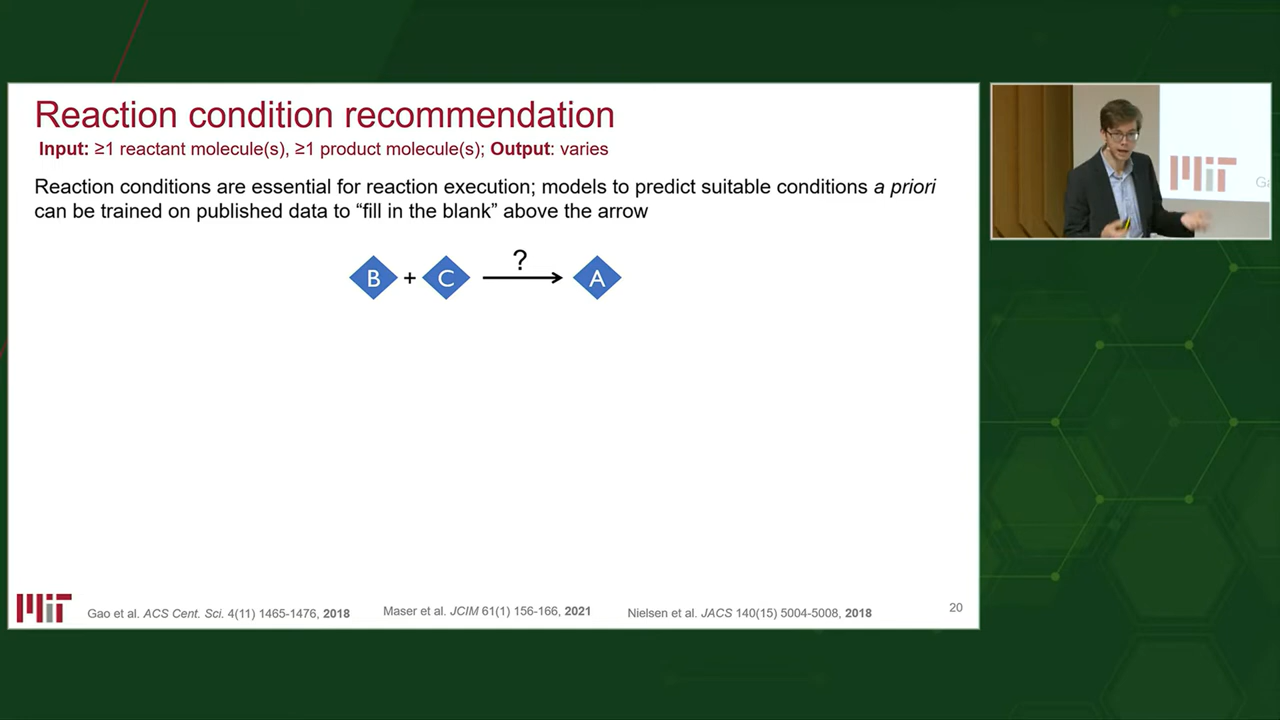 Reaction condition recommendation
Input: ≥1 reactant molecule(s), ≥1 product molecule(s); Output: varies
Reaction conditions are essential for reaction execution; models to predict suitable conditions a priori
can be trained on published data to “fill in the blank” above the arrow
B + C ? A
MIT
Gao et al. ACS Cent. Sci. 4(11) 1465-1476, 2018
Maser et al. JCIM 61(1) 156-166, 2021
Nielsen et al. JACS 140(15) 5004-5008, 2018
20
MIT
Ga